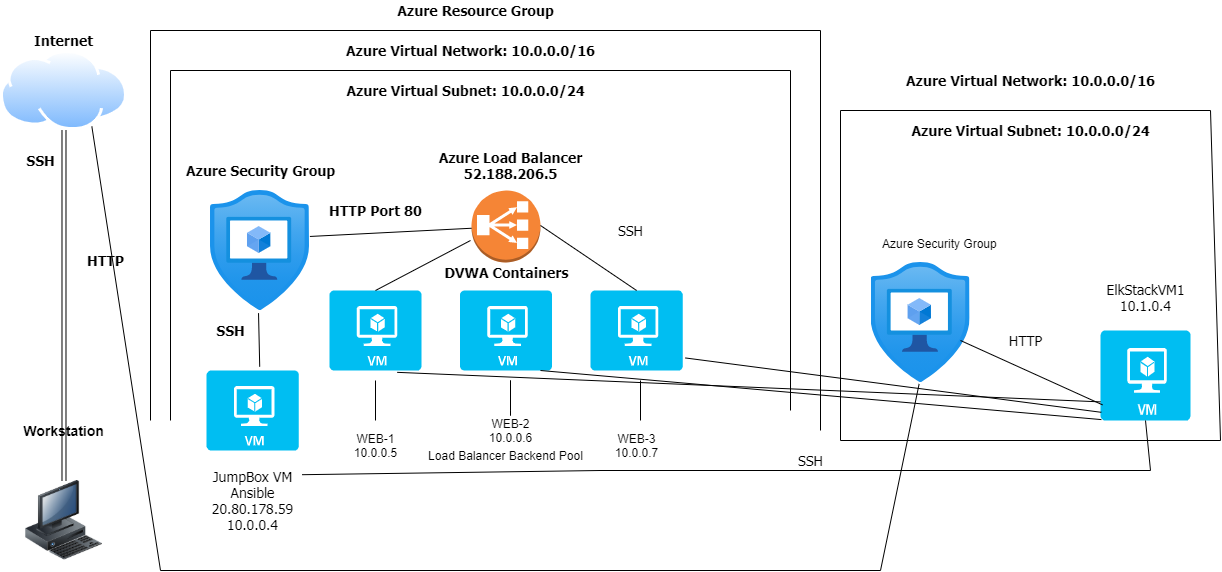 Azure Resource Group
Internet
Azure Virtual Network: 10.0.0.0/16
Azure Virtual Subnet: 10.0.0.0/24
Azure Virtual Network: 10.0.0.0/16
Azure Virtual Subnet: 10.0.0.0/24
SSH
Azure Security Group
Azure Load Balancer
52.188.206.5
HTTP Port 80
SSH
Azure Security Group
HTTP
DVWA Containers
ElkStackVM1
10.1.0.4
SSH
HTTP
VM
VM
VM
VM
VM
Workstation
WEB-1
10.0.0.5
WEB-2
10.0.0.6
WEB-3
10.0.0.7
Load Balancer Backend Pool
SSH
JumpBox VM
Ansible
20.80.178.59
10.0.0.4